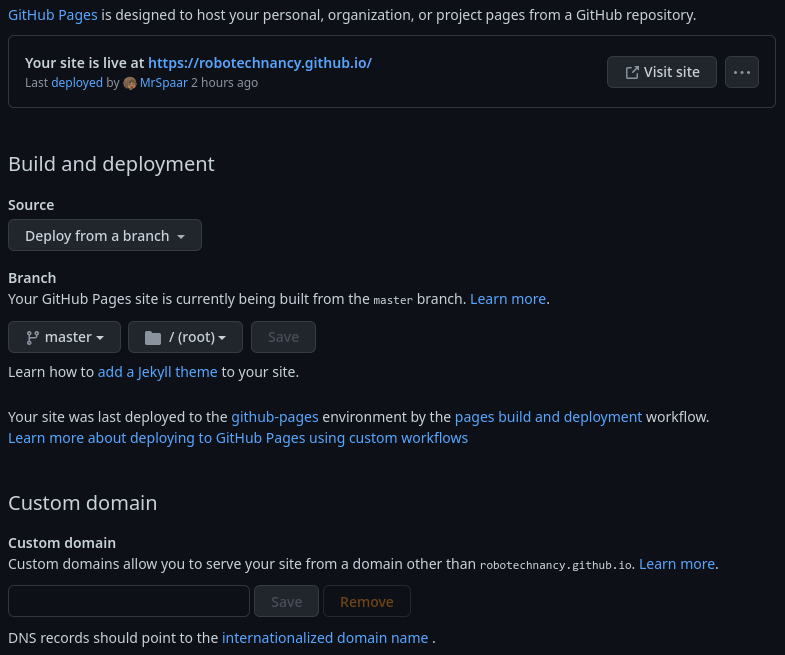 GitHub Pages is designed to host your personal, organization, or project pages from a GitHub repository.
Your site is live at https://robotechnancy.github.io/
Visit site
Last deployed by MrSpaar 2 hours ago
Build and deployment
Source
Deploy from a branch
Branch
Your GitHub Pages site is currently being built from the master branch. Learn more.
master / (root) Save
Learn how to add a Jekyll theme to your site.
Your site was last deployed to the github-pages environment by the pages build and deployment workflow.
Learn more about deploying to GitHub Pages using custom workflows
Custom domain
Custom domain
Custom domains allow you to serve your site from a domain other than robotechnancy.github.io. Learn more.
Save Remove
DNS records should point to the internationalized domain name .